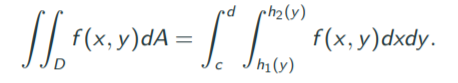 ∬_D f(x, y)dA = ∫_c^d ∫_{h₁(y)}^{h₂(y)} f(x, y)dxdy.